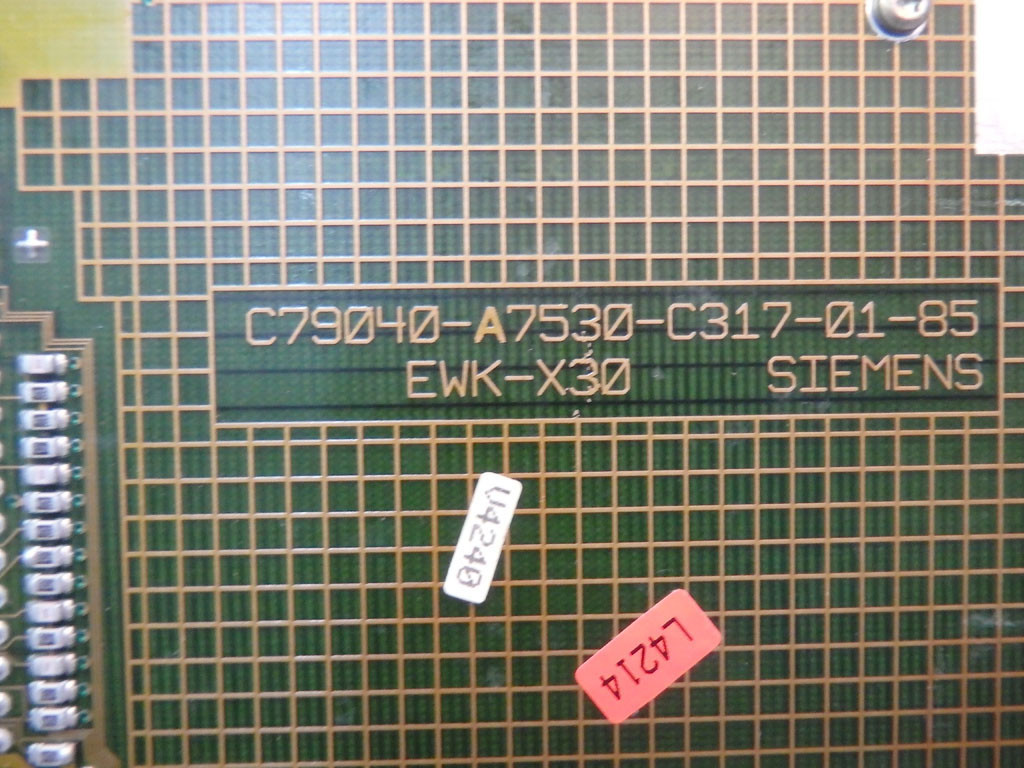 C79040-A7530-C317-01-85
EWK-X30 SIEMENS
U4240
L4214